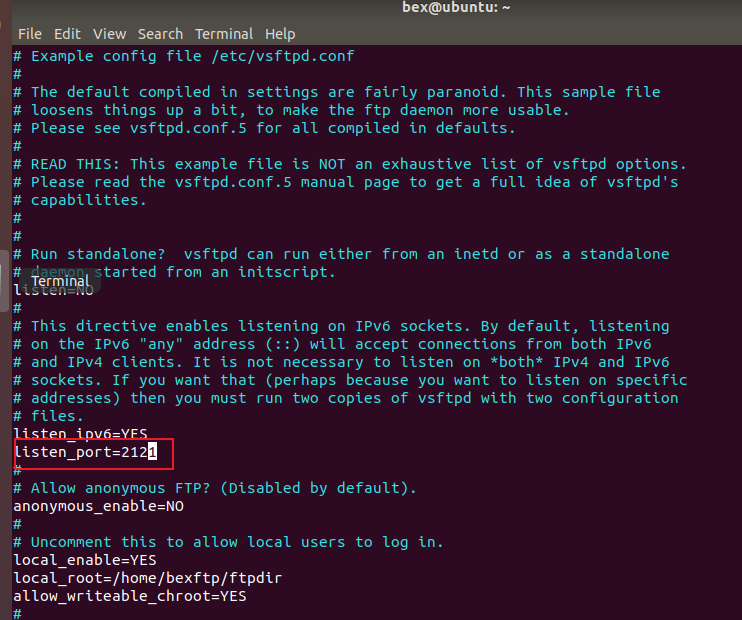 bex@ubuntu: ~
File Edit View Search Terminal Help
# Example config file /etc/vsftpd.conf
#
# The default compiled in settings are fairly paranoid. This sample file
# loosens things up a bit, to make the ftp daemon more usable.
# Please see vsftpd.conf.5 for all compiled in defaults.
#
# READ THIS: This example file is NOT an exhaustive list of vsftpd options.
# Please read the vsftpd.conf.5 manual page to get a full idea of vsftpd's
# capabilities.
#
#
# Run standalone?  vsftpd can run either from an inetd or as a standalone
# daemon started from an initscript.
Terminal
listen=NO
#
# This directive enables listening on IPv6 sockets. By default, listening
# on the IPv6 "any" address (::) will accept connections from both IPv6
# and IPv4 clients. It is not necessary to listen on *both* IPv4 and IPv6
# sockets. If you want that (perhaps because you want to listen on specific
# addresses) then you must run two copies of vsftpd with two configuration
# files.
listen_ipv6=YES
listen_port=2121
#
# Allow anonymous FTP? (Disabled by default).
anonymous_enable=NO
#
# Uncomment this to allow local users to log in.
local_enable=YES
local_root=/home/bexftp/ftpdir
allow_writeable_chroot=YES
#